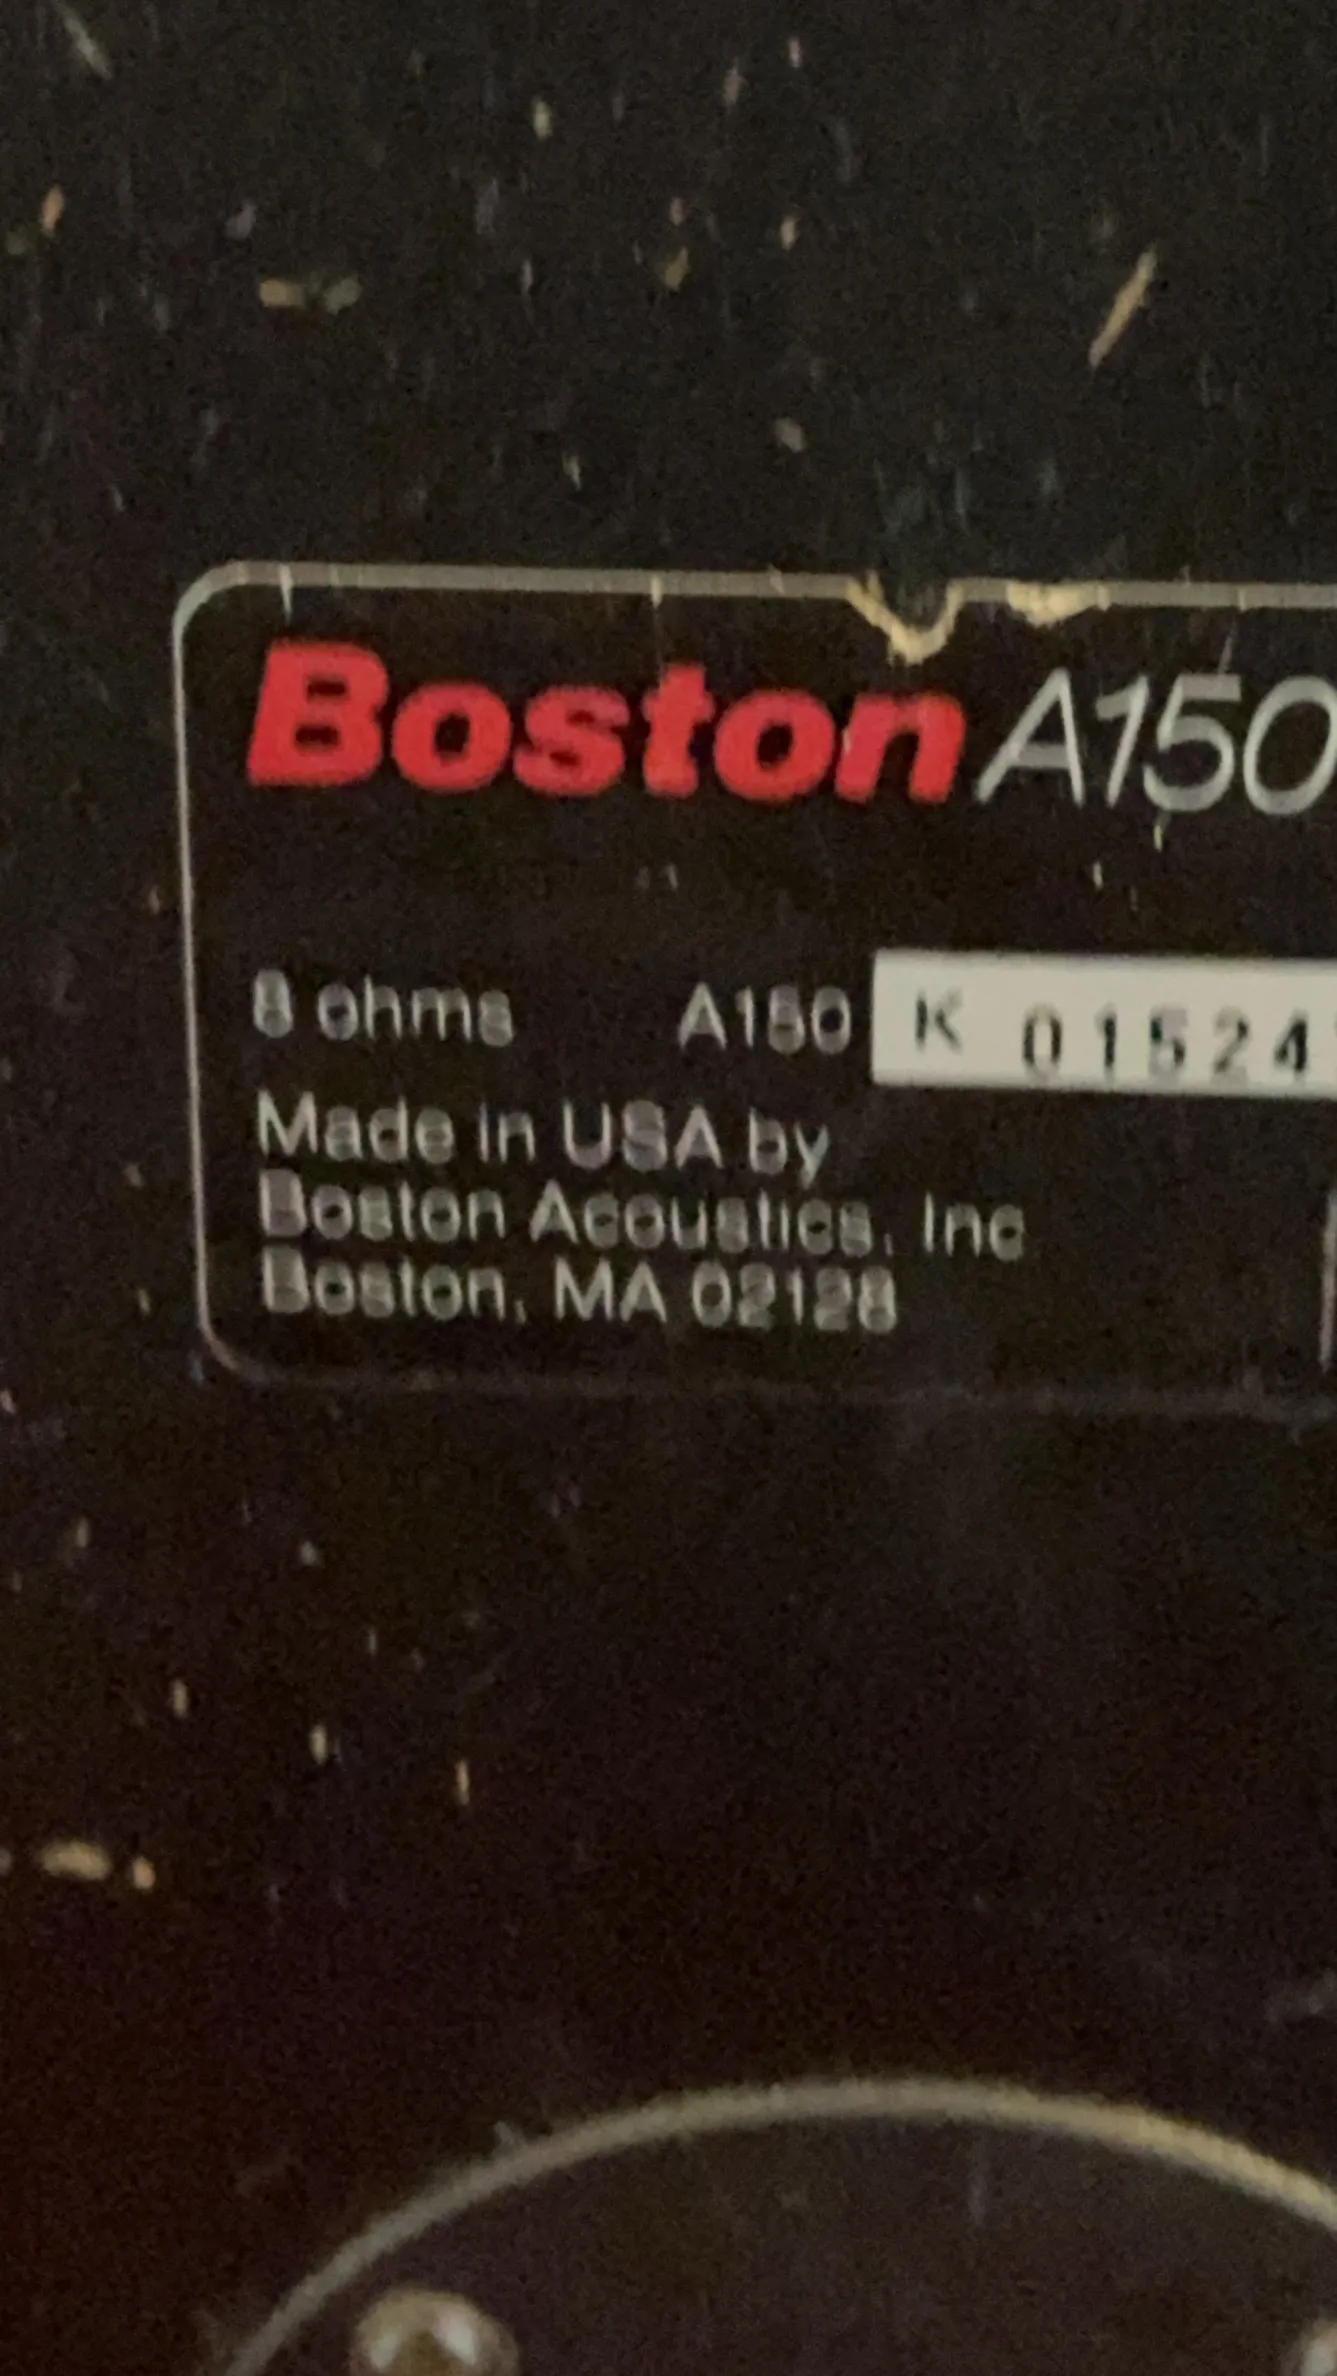 Boston A150
8 ohms A150 K 01524
Made in USA by
Boston Acoustics, Inc
Boston, MA 02128